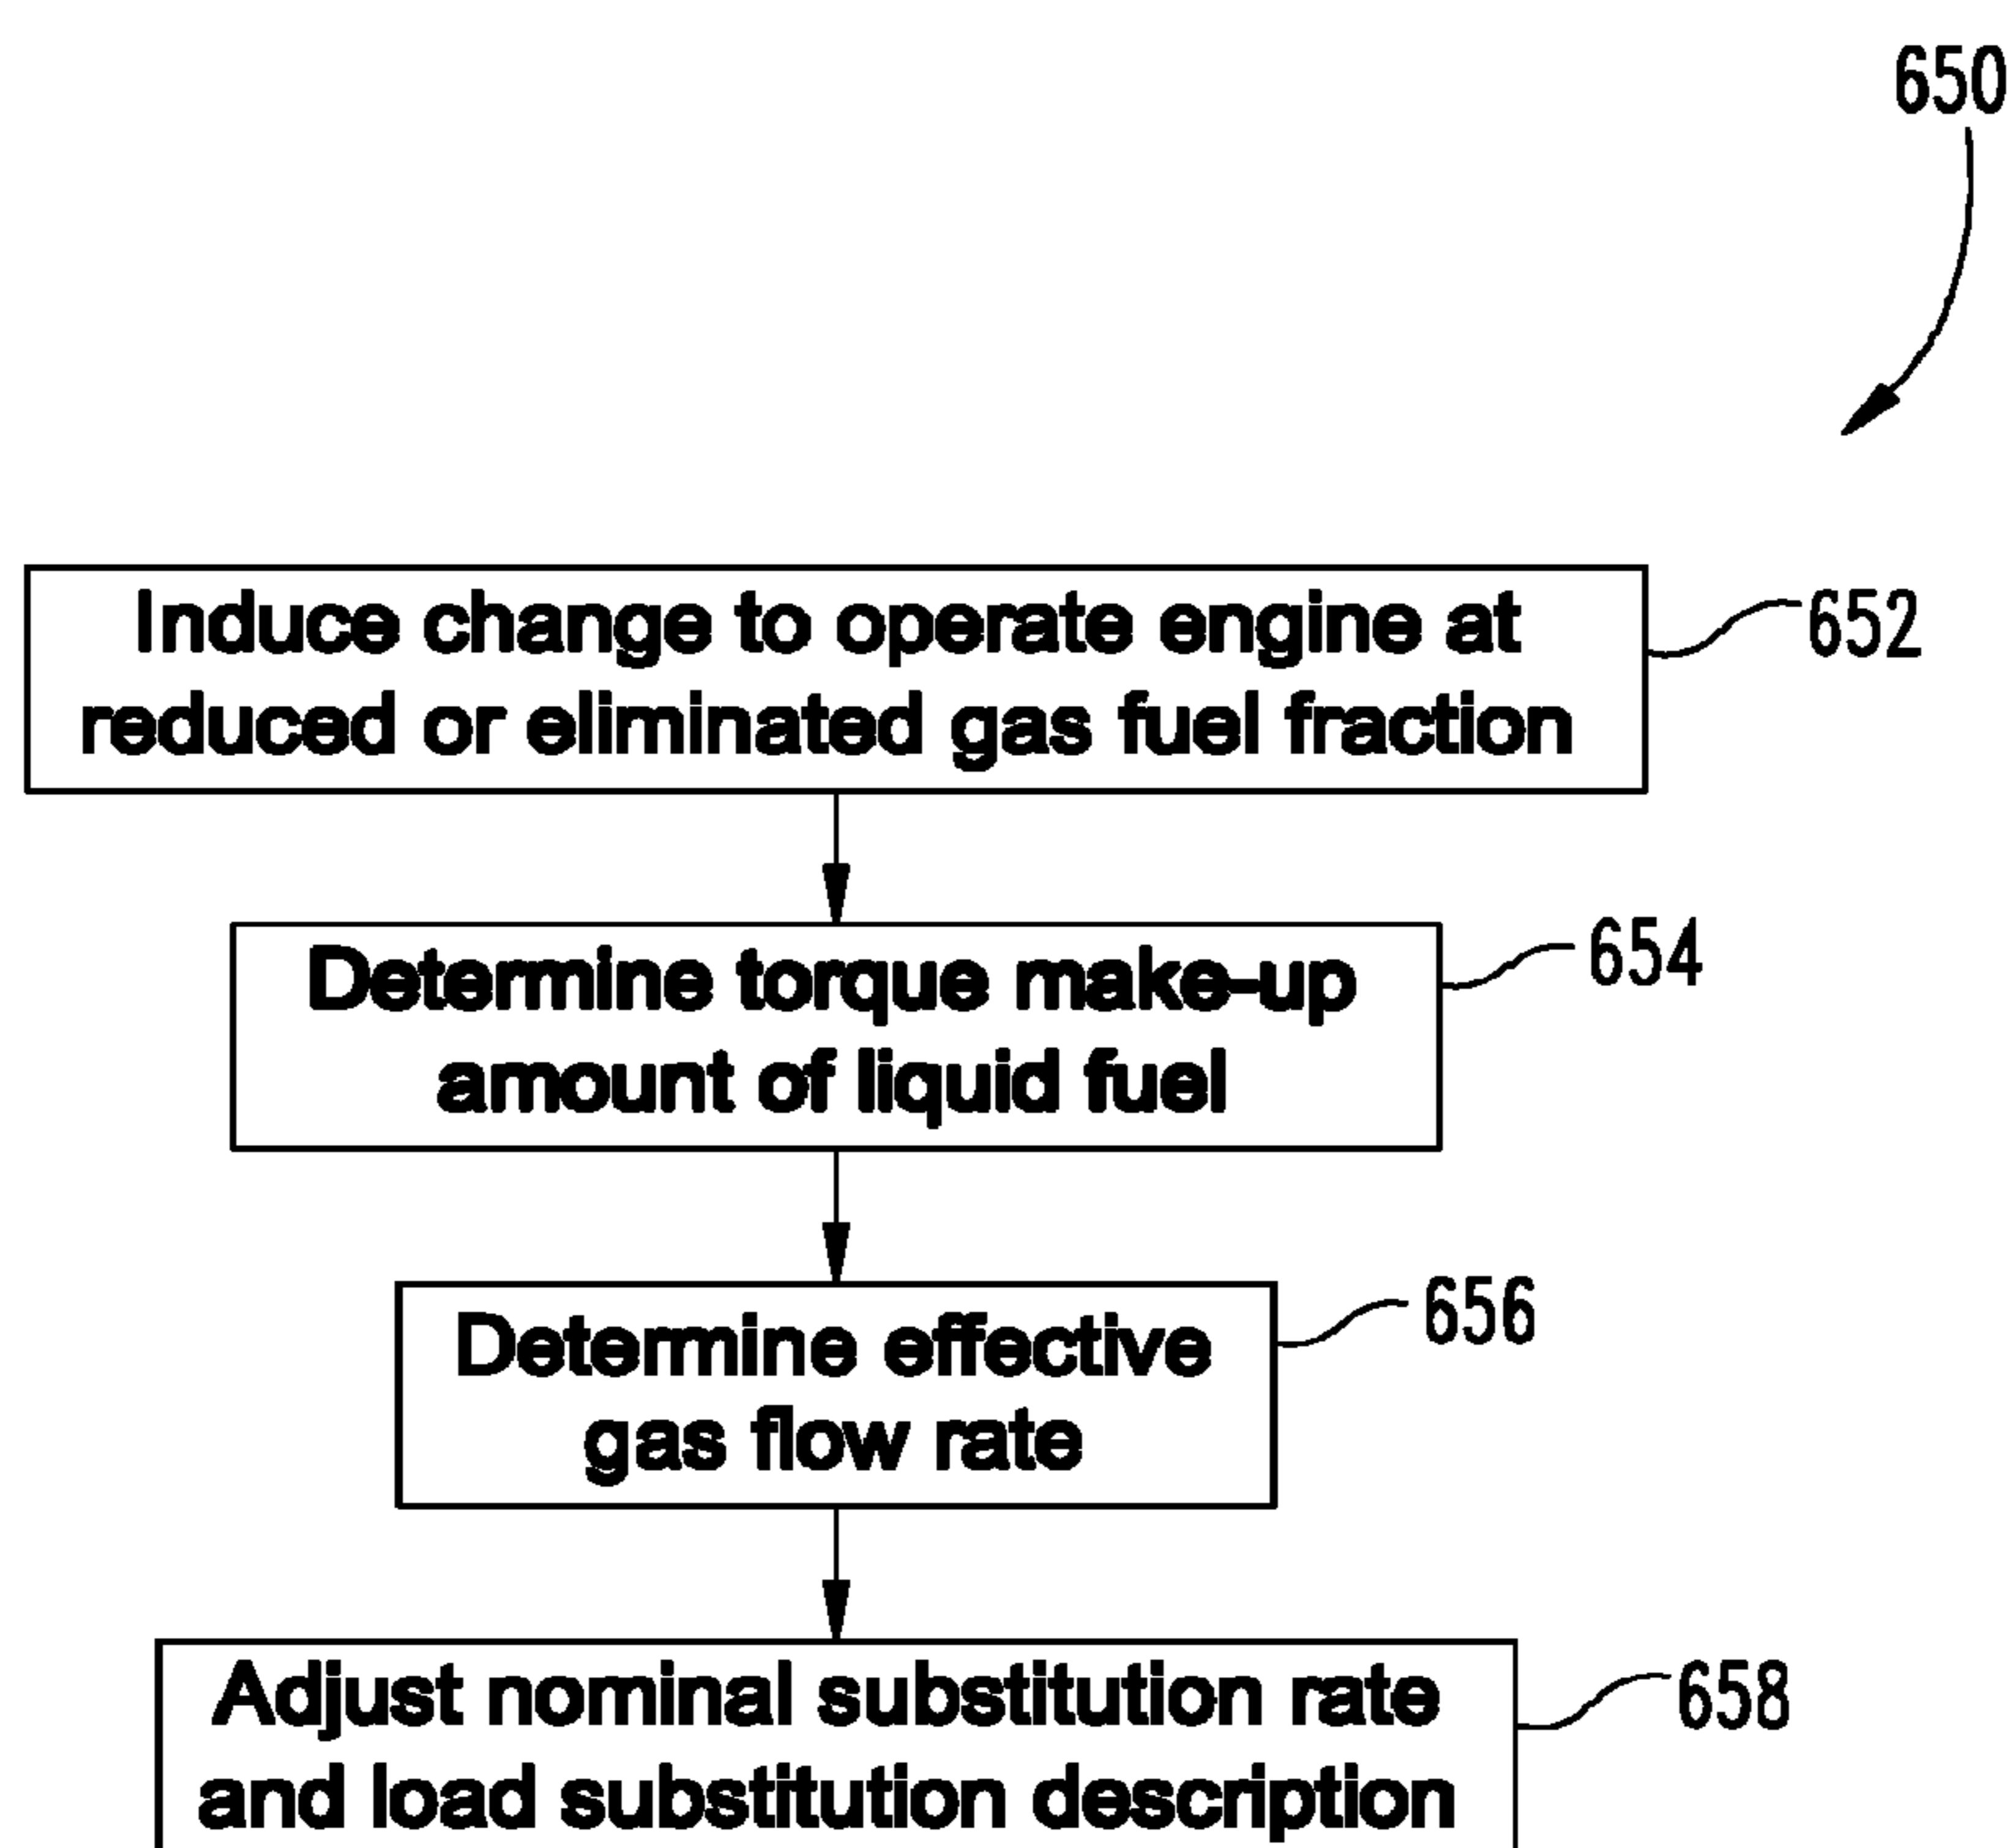 650
Induce change to operate engine at
reduced or eliminated gas fuel fraction
652
Determine torque make-up
amount of liquid fuel
654
Determine effective
gas flow rate
656
Adjust nominal substitution rate
and load substitution description
658